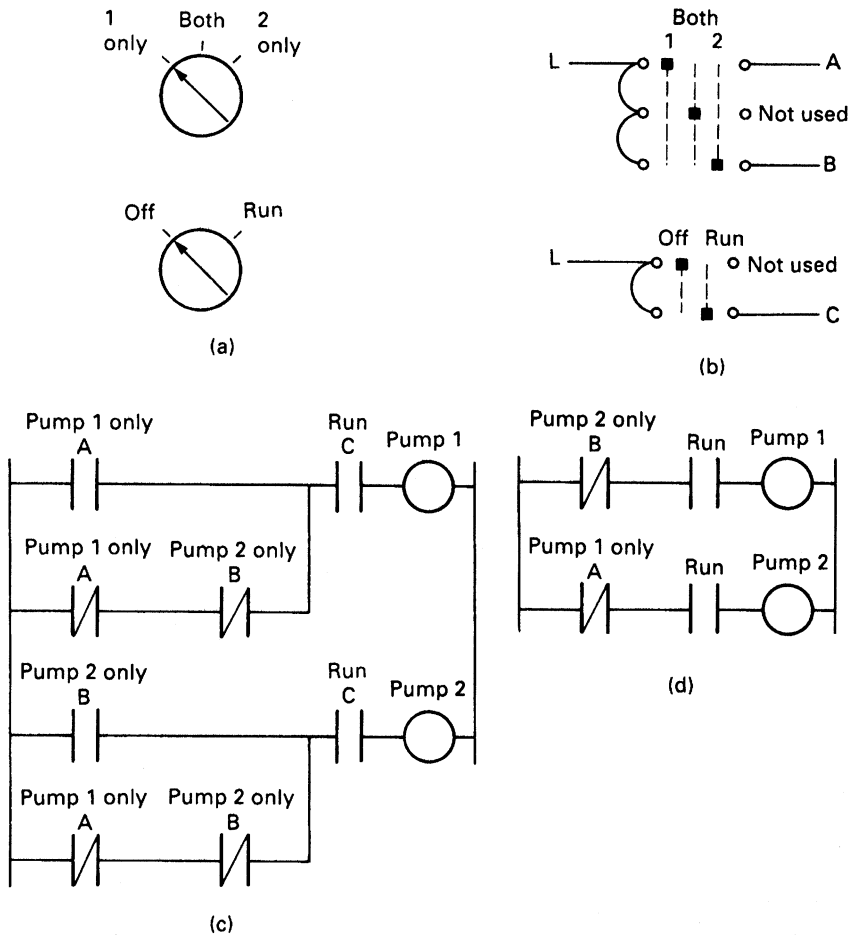 1 only
Both
2 only
Off
Run
(a)
Both
1 2
L
A
Not used
B
Off Run
L
Not used
C
(b)
Pump 1 only
A
Run
C
Pump 1
Pump 1 only
A
Pump 2 only
B
Pump 2 only
B
Run
C
Pump 2
Pump 1 only
A
Pump 2 only
B
(c)
Pump 2 only
B
Run
Pump 1
Pump 1 only
A
Run
Pump 2
(d)